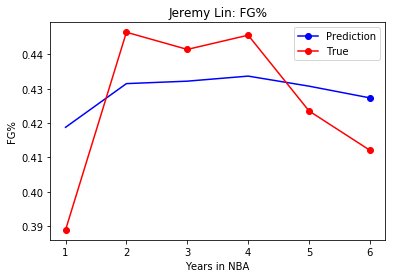 Jeremy Lin: FG%
Prediction
True
0.44
0.43
0.42
0.41
0.40
0.39
FG%
1 2 3 4 5 6
Years in NBA